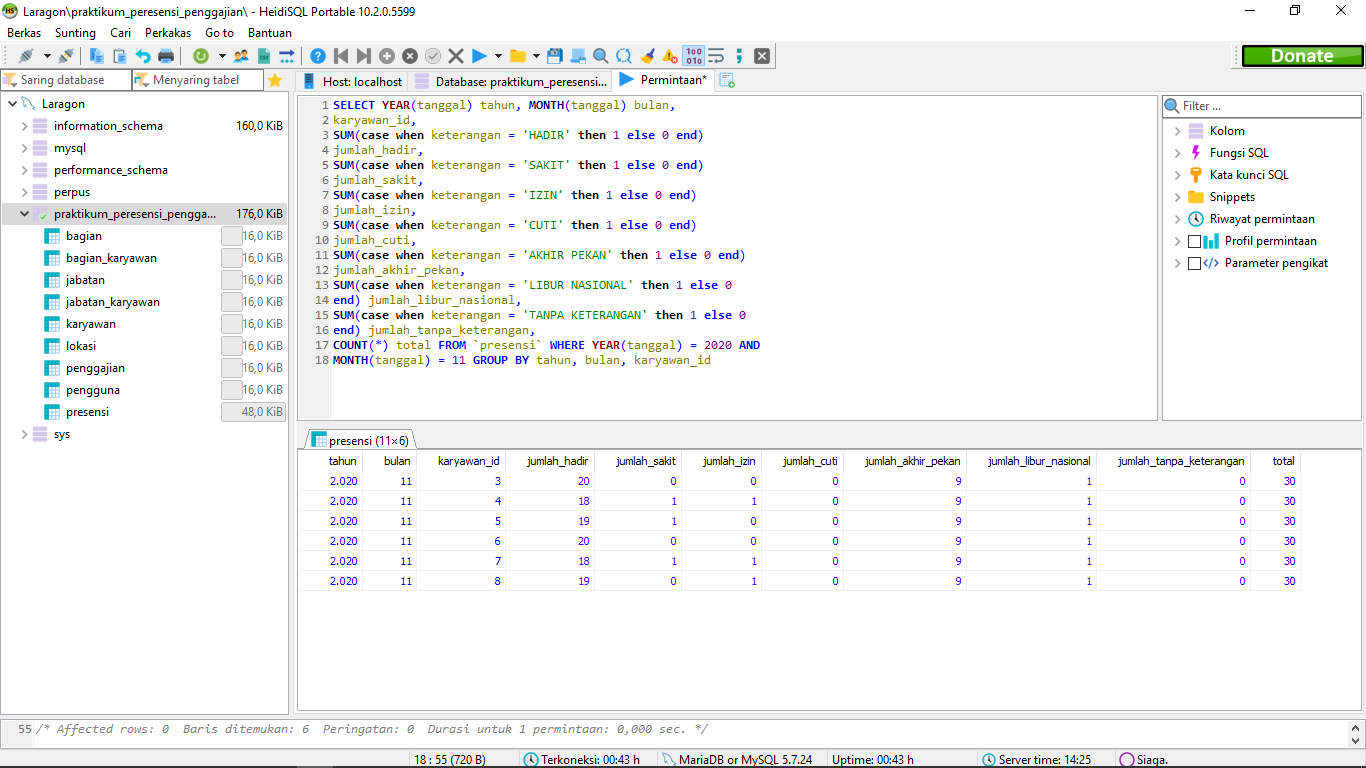 Laragon\praktikum_peresensi_penggajian\ - HeidiSQL Portable 10.2.0.5599
Berkas Sunting Cari Perkakas Go to Bantuan
Donate
Saring database Menyaring tabel
Host: localhost Database: praktikum_peresensi... Permintaan*
Laragon
information_schema 160,0 KiB
mysql
performance_schema
perpus
praktikum_peresensi_pengga... 176,0 KiB
bagian 16,0 KiB
bagian_karyawan 16,0 KiB
jabatan 16,0 KiB
jabatan_karyawan 16,0 KiB
karyawan 16,0 KiB
lokasi 16,0 KiB
penggajian 16,0 KiB
pengguna 16,0 KiB
presensi 48,0 KiB
sys
1 SELECT YEAR(tanggal) tahun, MONTH(tanggal) bulan,
2 karyawan_id,
3 SUM(case when keterangan = 'HADIR' then 1 else 0 end)
4 jumlah_hadir,
5 SUM(case when keterangan = 'SAKIT' then 1 else 0 end)
6 jumlah_sakit,
7 SUM(case when keterangan = 'IZIN' then 1 else 0 end)
8 jumlah_izin,
9 SUM(case when keterangan = 'CUTI' then 1 else 0 end)
10 jumlah_cuti,
11 SUM(case when keterangan = 'AKHIR PEKAN' then 1 else 0 end)
12 jumlah_akhir_pekan,
13 SUM(case when keterangan = 'LIBUR NASIONAL' then 1 else 0
14 end) jumlah_libur_nasional,
15 SUM(case when keterangan = 'TANPA KETERANGAN' then 1 else 0
16 end) jumlah_tanpa_keterangan,
17 COUNT(*) total FROM `presensi` WHERE YEAR(tanggal) = 2020 AND
18 MONTH(tanggal) = 11 GROUP BY tahun, bulan, karyawan_id
Filter ...
Kolom
Fungsi SQL
Kata kunci SQL
Snippets
Riwayat permintaan
Profil permintaan
Parameter pengikat
presensi (11×6)
tahun bulan karyawan_id jumlah_hadir jumlah_sakit jumlah_izin jumlah_cuti jumlah_akhir_pekan jumlah_libur_nasional jumlah_tanpa_keterangan total
2.020 11 3 20 0 0 0 9 1 0 30
2.020 11 4 18 1 1 0 9 1 0 30
2.020 11 5 19 1 0 0 9 1 0 30
2.020 11 6 20 0 0 0 9 1 0 30
2.020 11 7 18 1 1 0 9 1 0 30
2.020 11 8 19 0 1 0 9 1 0 30
55 /* Affected rows: 0 Baris ditemukan: 6 Peringatan: 0 Durasi untuk 1 permintaan: 0,000 sec. */
18 : 55 (720 B) Terkoneksi: 00:43 h MariaDB or MySQL 5.7.24 Uptime: 00:43 h Server time: 14:25 Siaga.